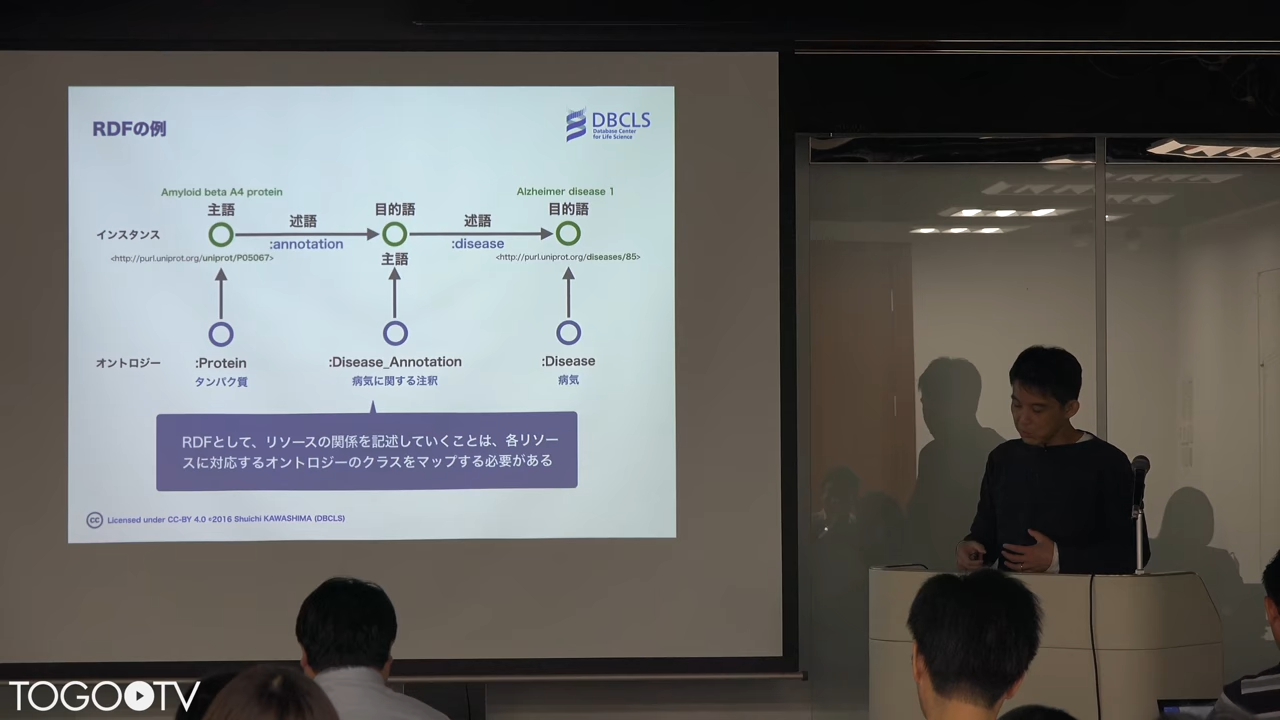 RDFの例
DBCLS
Database Center
for Life Science
Amyloid beta A4 protein
Alzheimer disease 1
主語
述語
目的語
述語
目的語
インスタンス
:annotation
:disease
主語
<http://purl.uniprot.org/uniprot/P05067>
<http://purl.uniprot.org/diseases/85>
オントロジー
:Protein
:Disease_Annotation
:Disease
タンパク質
病気に関する注釈
病気
RDFとして、リソースの関係を記述していくことは、各リソー
スに対応するオントロジーのクラスをマップする必要がある
cc Licensed under CC-BY 4.0 ©2016 Shuichi KAWASHIMA (DBCLS)
TOGO TV